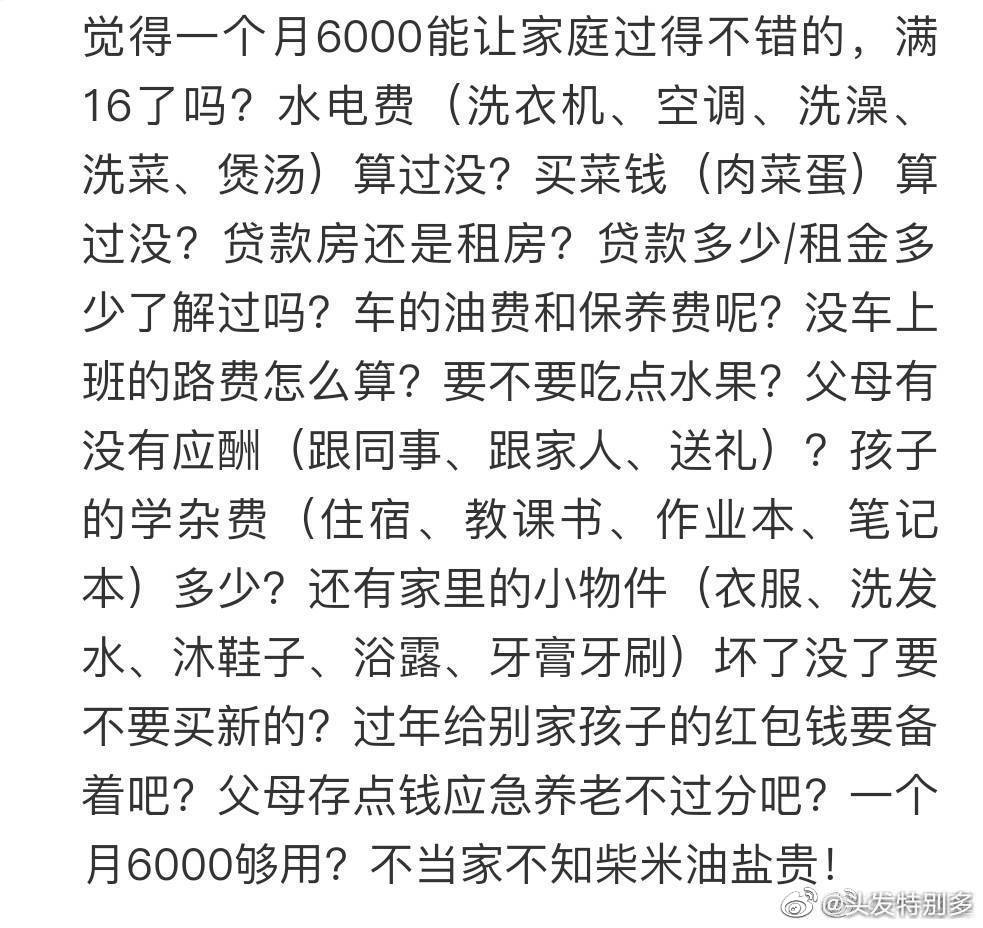 觉得一个月6000能让家庭过得不错的，满
16了吗？水电费（洗衣机、空调、洗澡、
洗菜、煲汤）算过没？买菜钱（肉菜蛋）算
过没？贷款房还是租房？贷款多少/租金多
少了解过吗？车的油费和保养费呢？没车上
班的路费怎么算？要不要吃点水果？父母有
没有应酬（跟同事、跟家人、送礼）？孩子
的学杂费（住宿、教课书、作业本、笔记
本）多少？还有家里的小物件（衣服、洗发
水、沐鞋子、浴露、牙膏牙刷）坏了没了要
不要买新的？过年给别家孩子的红包钱要备
着吧？父母存点钱应急养老不过分吧？一个
月6000够用？不当家不知柴米油盐贵！
@头发特别多